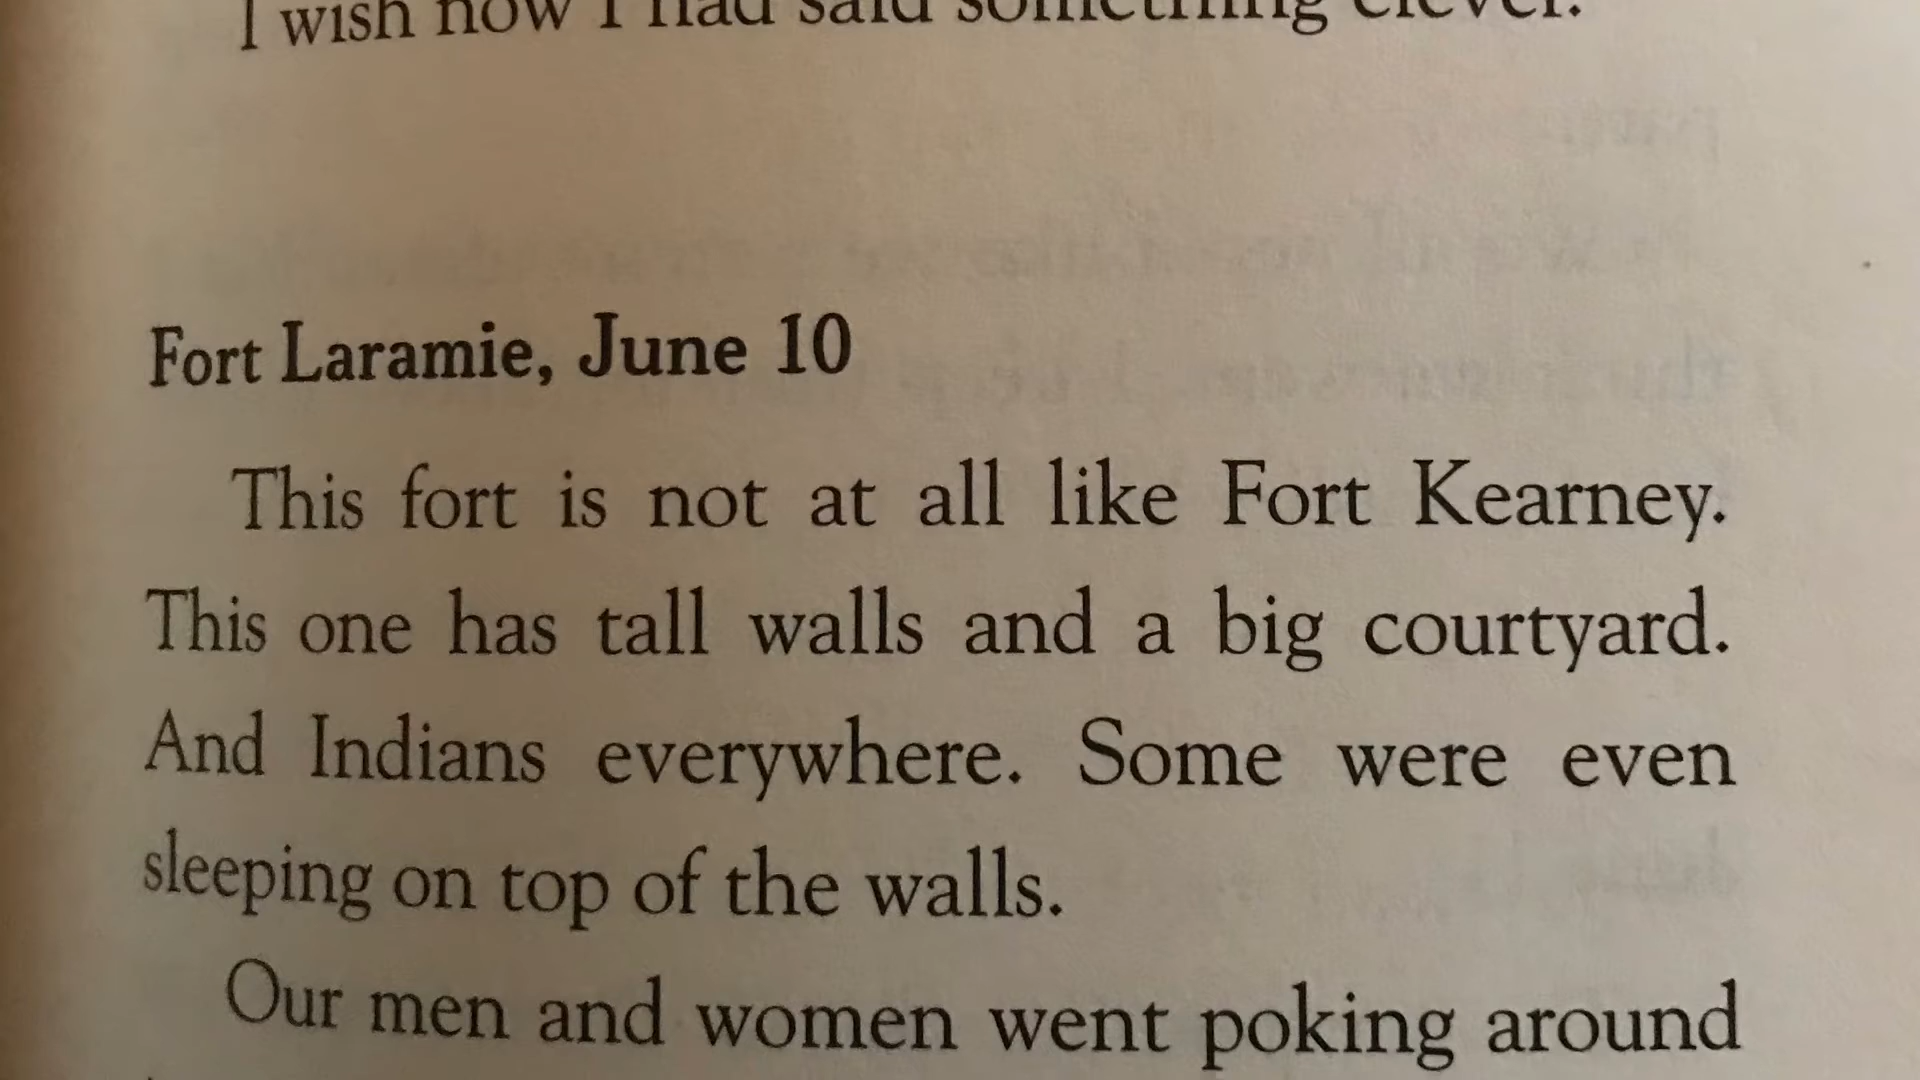 I wish now I had said something clever.
Fort Laramie, June 10
This fort is not at all like Fort Kearney.
This one has tall walls and a big courtyard.
And Indians everywhere. Some were even
sleeping on top of the walls.
Our men and women went poking around